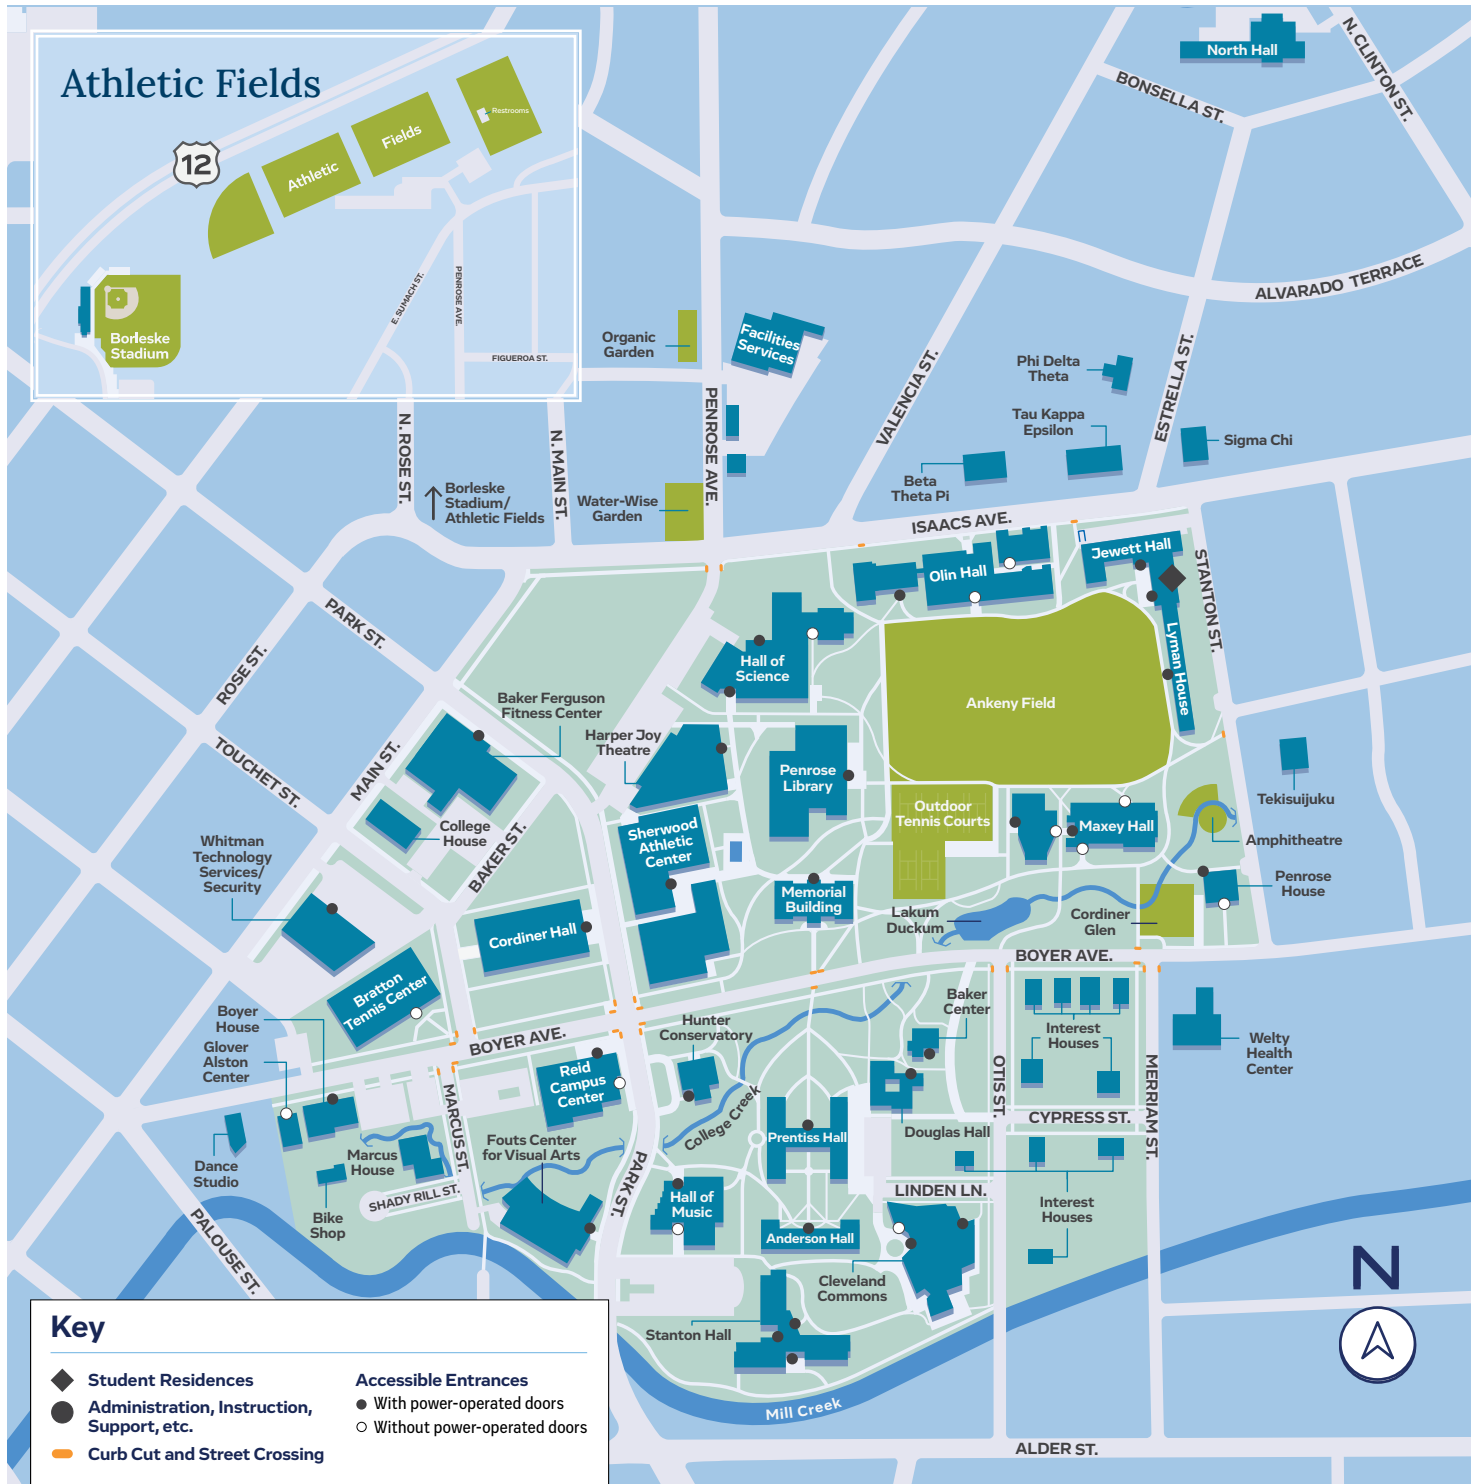 Athletic Fields
12
Athletic
Fields
Restrooms
Borleske
Stadium
E. SUMACH ST.
PENROSE AVE.
FIGUEROA ST.
North Hall
N. CLINTON ST.
BONSELLA ST.
ALVARADO TERRACE
Organic
Garden
Facilities
Services
PENROSE AVE.
VALENCIA ST.
Phi Delta
Theta
ESTRELLA ST.
Tau Kappa
Epsilon
Sigma Chi
Beta
Theta Pi
N. ROSE ST.
N. MAIN ST.
Borleske
Stadium/
Athletic Fields
Water-Wise
Garden
ISAACS AVE.
Jewett Hall
Olin Hall
STANTON ST.
Lyman House
PARK ST.
ROSE ST.
Hall of
Science
Ankeny Field
Baker Ferguson
Fitness Center
Harper Joy
Theatre
TOUCHET ST.
MAIN ST.
Penrose
Library
Outdoor
Tennis Courts
Maxey Hall
Tekisuijuku
Amphitheatre
College
House
BAKER ST.
Sherwood
Athletic
Center
Whitman
Technology
Services/
Security
Penrose
House
Memorial
Building
Lakum
Duckum
Cordiner
Glen
Cordiner Hall
BOYER AVE.
Bratton
Tennis Center
Boyer
House
BOYER AVE.
Hunter
Conservatory
Baker
Center
Interest
Houses
Welty
Health
Center
Glover
Alston
Center
Reid
Campus
Center
OTIS ST.
MERRIAM ST.
MARCUS ST.
College Creek
CYPRESS ST.
Prentiss Hall
Douglas Hall
Fouts Center
for Visual Arts
Marcus
House
Dance
Studio
SHADY RILL ST.
PARK ST.
LINDEN LN.
Hall of
Music
Interest
Houses
Bike
Shop
PALOUSE ST.
Anderson Hall
Cleveland
Commons
N
Stanton Hall
Mill Creek
ALDER ST.
Key
Student Residences
Administration, Instruction,
Support, etc.
Curb Cut and Street Crossing
Accessible Entrances
With power-operated doors
Without power-operated doors